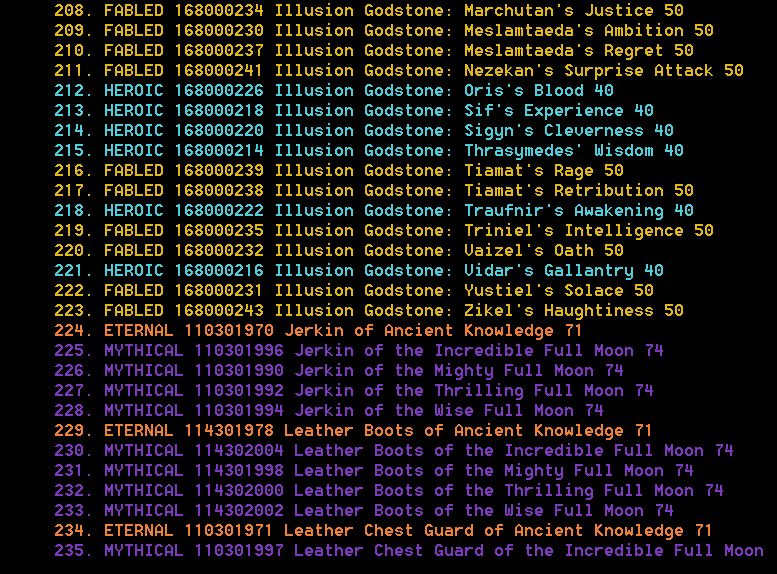 208. FABLED 168000234 Illusion Godstone: Marchutan's Justice 50
209. FABLED 168000230 Illusion Godstone: Meslamtaeda's Ambition 50
210. FABLED 168000237 Illusion Godstone: Meslamtaeda's Regret 50
211. FABLED 168000241 Illusion Godstone: Nezekan's Surprise Attack 50
212. HEROIC 168000226 Illusion Godstone: Oris's Blood 40
213. HEROIC 168000218 Illusion Godstone: Sif's Experience 40
214. HEROIC 168000220 Illusion Godstone: Sigyn's Cleverness 40
215. HEROIC 168000214 Illusion Godstone: Thrasymedes' Wisdom 40
216. FABLED 168000239 Illusion Godstone: Tiamat's Rage 50
217. FABLED 168000238 Illusion Godstone: Tiamat's Retribution 50
218. HEROIC 168000222 Illusion Godstone: Traufnir's Awakening 40
219. FABLED 168000235 Illusion Godstone: Triniel's Intelligence 50
220. FABLED 168000232 Illusion Godstone: Vaizel's Oath 50
221. HEROIC 168000216 Illusion Godstone: Vidar's Gallantry 40
222. FABLED 168000231 Illusion Godstone: Yustiel's Solace 50
223. FABLED 168000243 Illusion Godstone: Zikel's Haughtiness 50
224. ETERNAL 110301970 Jerkin of Ancient Knowledge 71
225. MYTHICAL 110301996 Jerkin of the Incredible Full Moon 74
226. MYTHICAL 110301990 Jerkin of the Mighty Full Moon 74
227. MYTHICAL 110301992 Jerkin of the Thrilling Full Moon 74
228. MYTHICAL 110301994 Jerkin of the Wise Full Moon 74
229. ETERNAL 114301978 Leather Boots of Ancient Knowledge 71
230. MYTHICAL 114302004 Leather Boots of the Incredible Full Moon 74
231. MYTHICAL 114301998 Leather Boots of the Mighty Full Moon 74
232. MYTHICAL 114302000 Leather Boots of the Thrilling Full Moon 74
233. MYTHICAL 114302002 Leather Boots of the Wise Full Moon 74
234. ETERNAL 110301971 Leather Chest Guard of Ancient Knowledge 71
235. MYTHICAL 110301997 Leather Chest Guard of the Incredible Full Moon